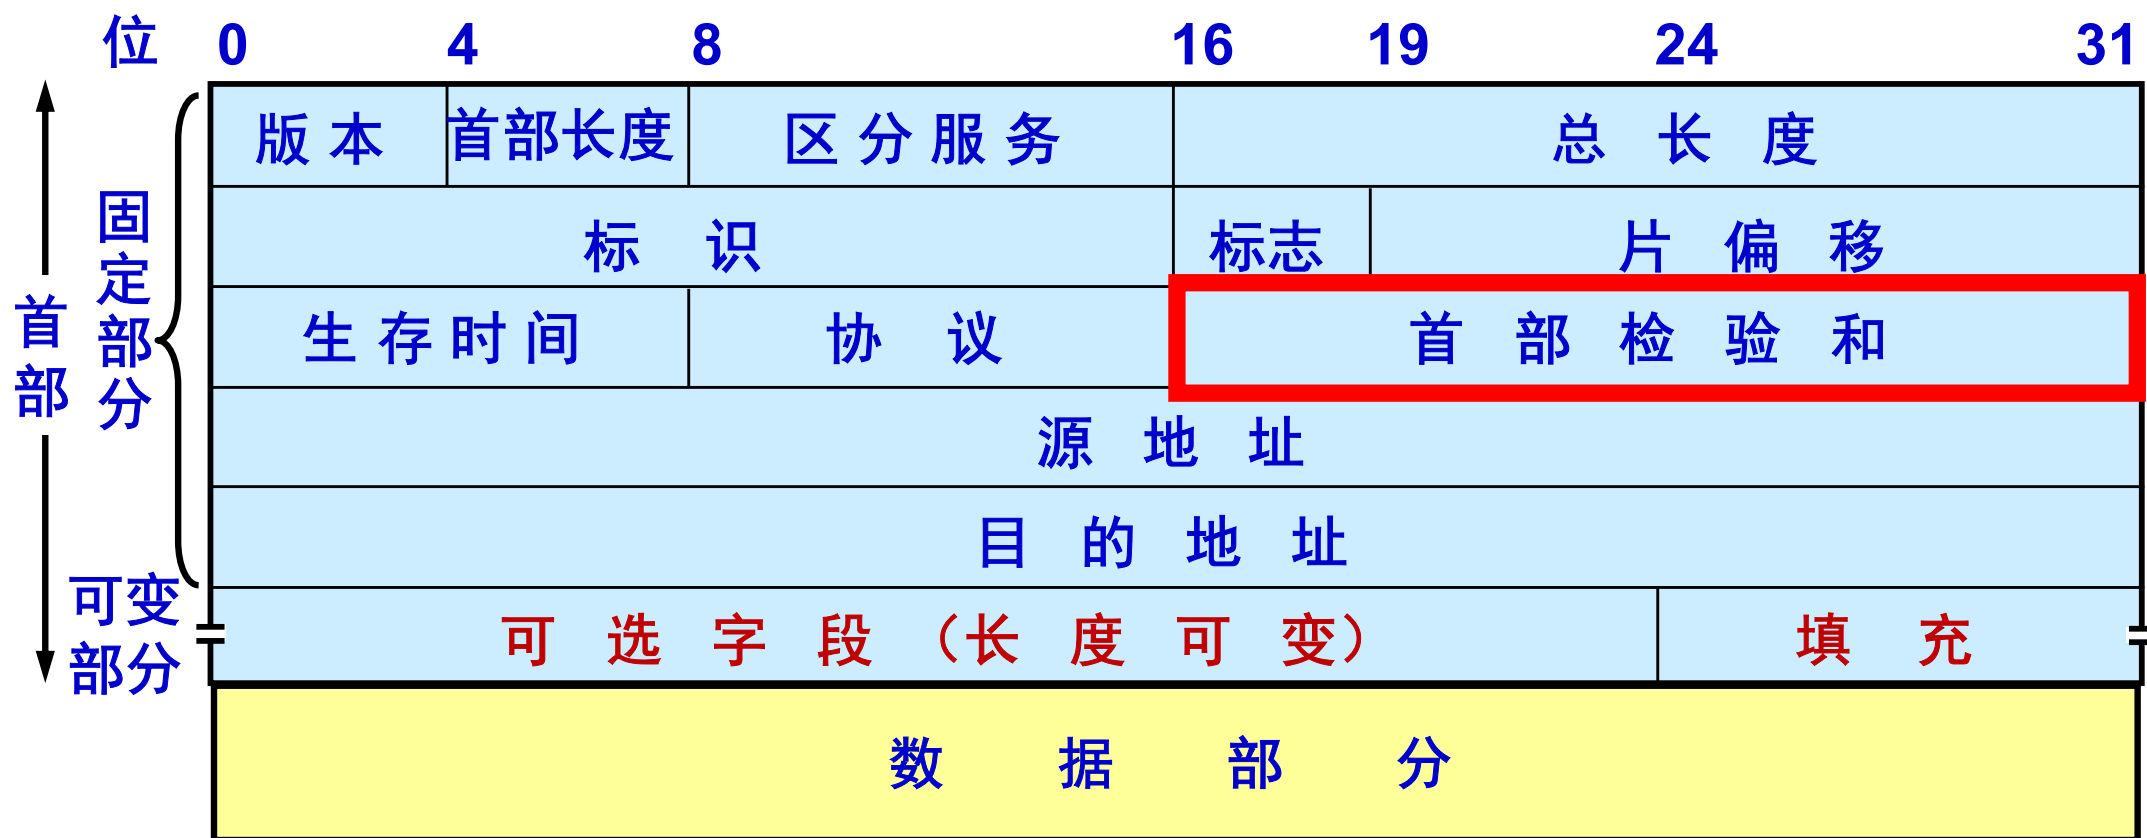 位 0 4 8 16 19 24 31
版 本 首部长度 区 分 服 务 总 长 度
标 识 标志 片 偏 移
生 存 时 间 协 议 首 部 检 验 和
源 地 址
目 的 地 址
可 选 字 段 （长 度 可 变） 填 充
数 据 部 分
首部
固定部分
可变
部分